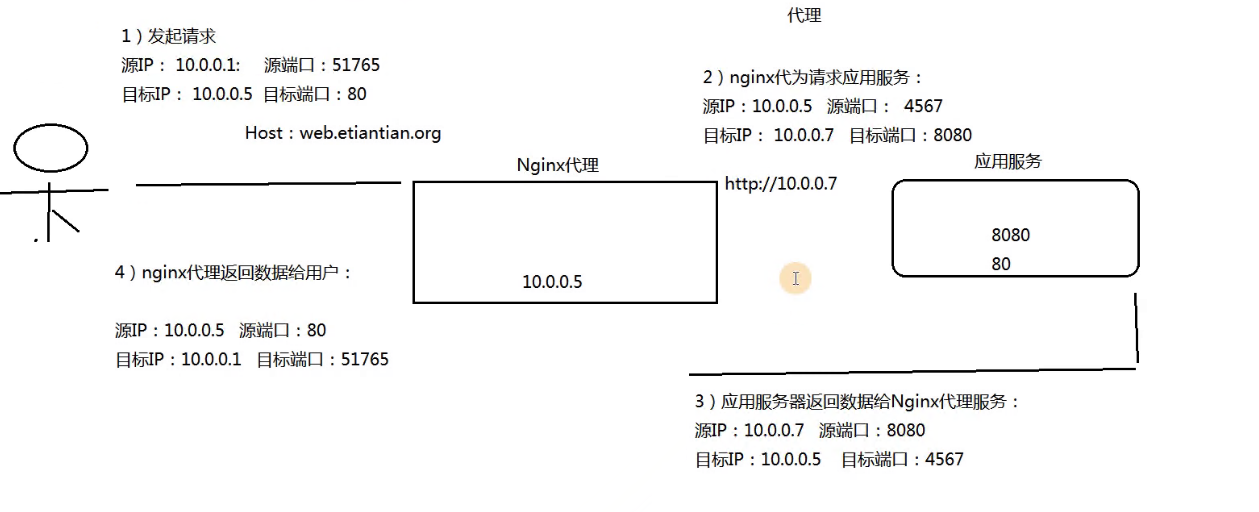 代理
1）发起请求
源IP： 10.0.0.1: 源端口：51765
目标IP： 10.0.0.5 目标端口：80
Host：web.etiantian.org
2）nginx代为请求应用服务：
源IP：10.0.0.5 源端口： 4567
目标IP： 10.0.0.7 目标端口：8080
Nginx代理
应用服务
http://10.0.0.7
8080
80
10.0.0.5
4）nginx代理返回数据给用户：
源IP：10.0.0.5 源端口：80
目标IP：10.0.0.1 目标端口：51765
3）应用服务器返回数据给Nginx代理服务：
源IP：10.0.0.7 源端口：8080
目标IP：10.0.0.5 目标端口：4567